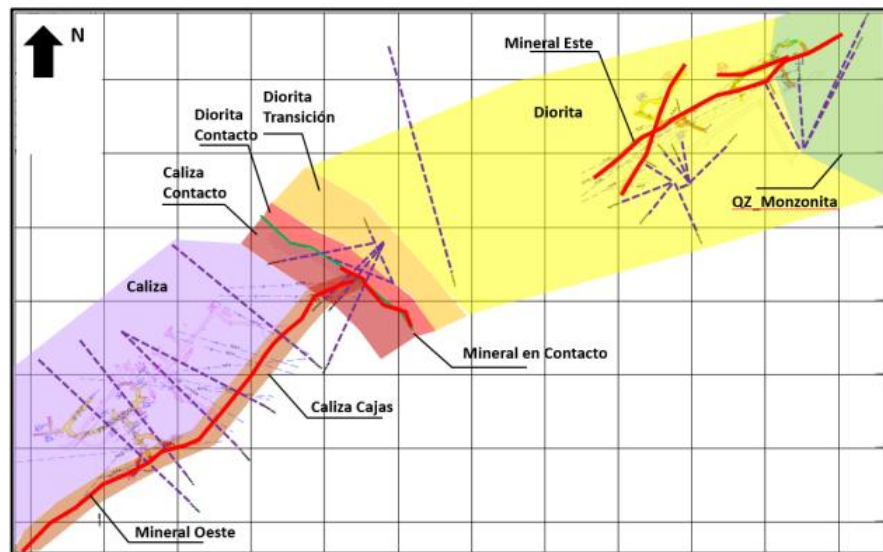 N
Mineral Este
Diorita
Transición
Diorita
Contacto
Diorita
Caliza
Contacto
QZ_Monzonita
Caliza
Mineral en Contacto
Caliza Cajas
Mineral Oeste